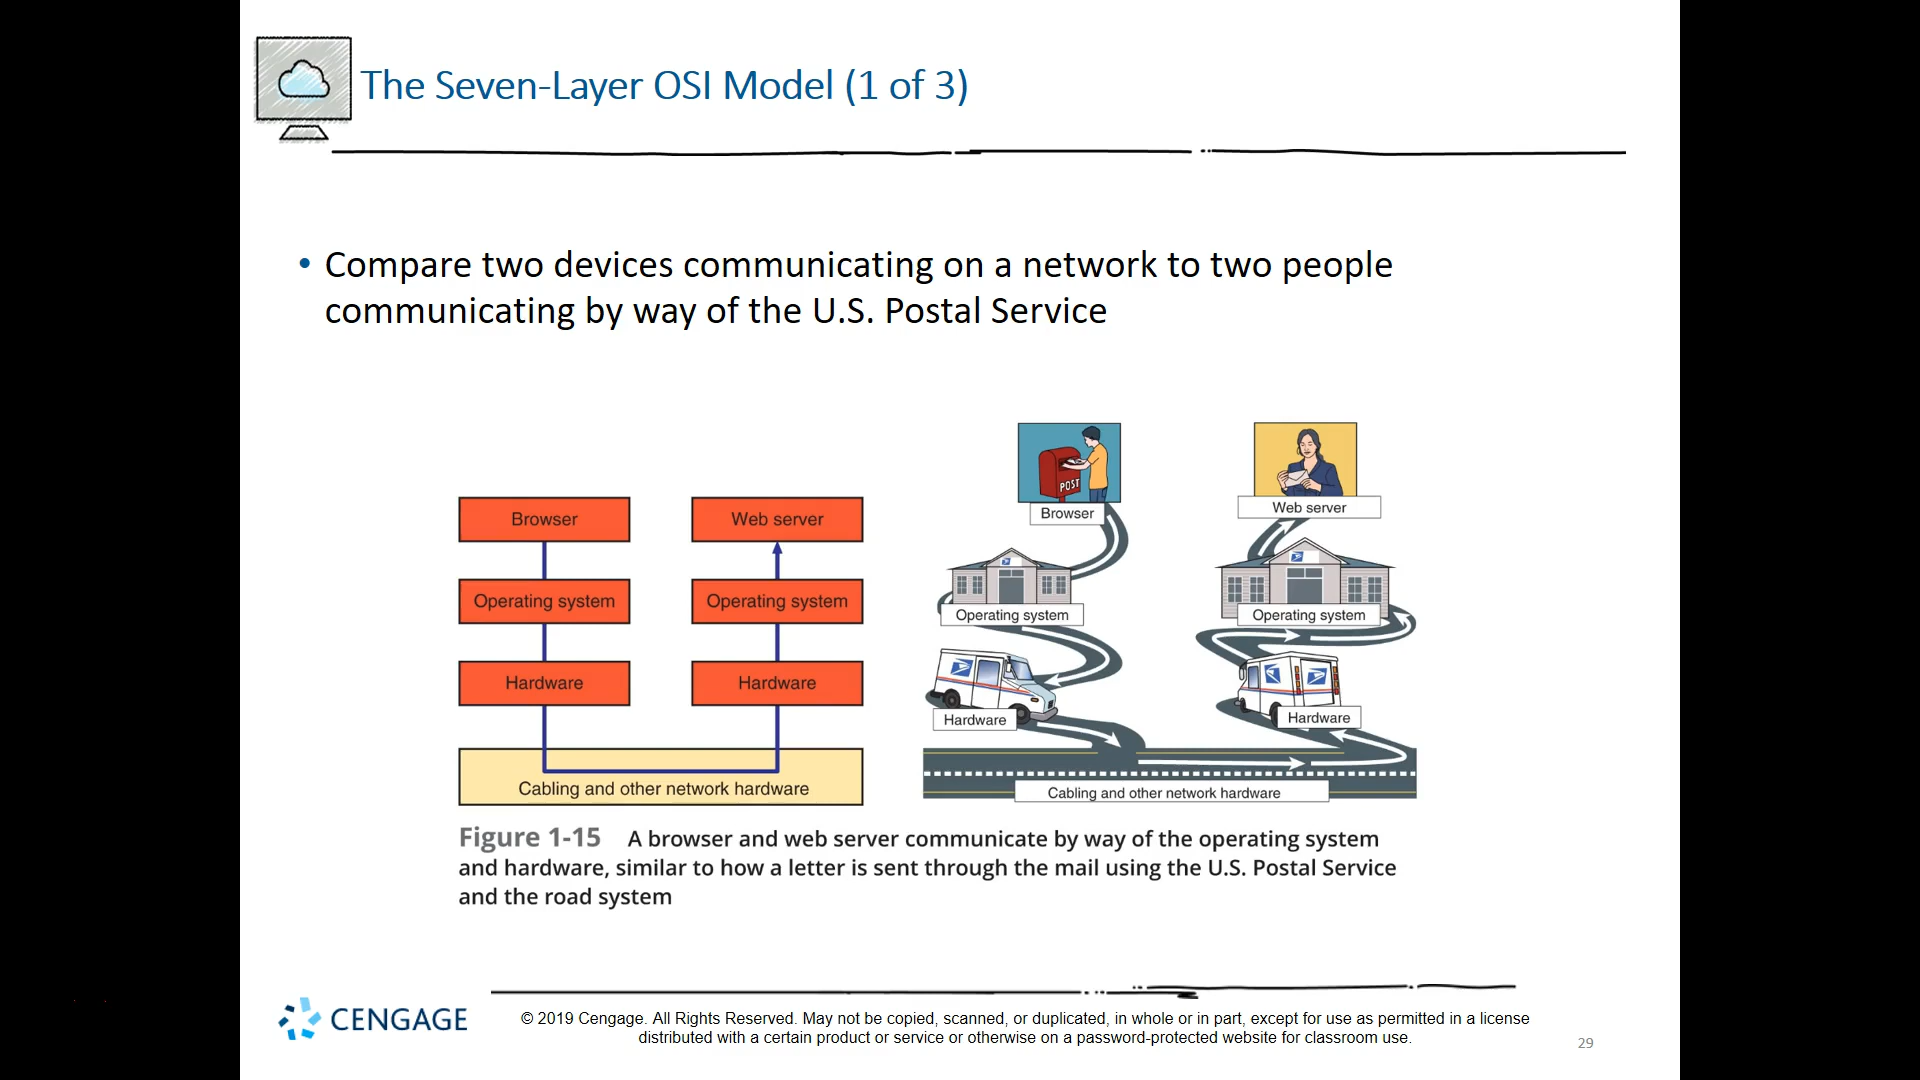 The Seven-Layer OSI Model (1 of 3)
• Compare two devices communicating on a network to two people
communicating by way of the U.S. Postal Service
Browser
Web server
Operating system
Operating system
Hardware
Hardware
Cabling and other network hardware
POST
Browser
Web server
Operating system
Operating system
Hardware
Hardware
Cabling and other network hardware
Figure 1-15 A browser and web server communicate by way of the operating system
and hardware, similar to how a letter is sent through the mail using the U.S. Postal Service
and the road system
CENGAGE
© 2019 Cengage. All Rights Reserved. May not be copied, scanned, or duplicated, in whole or in part, except for use as permitted in a license
distributed with a certain product or service or otherwise on a password-protected website for classroom use.
29